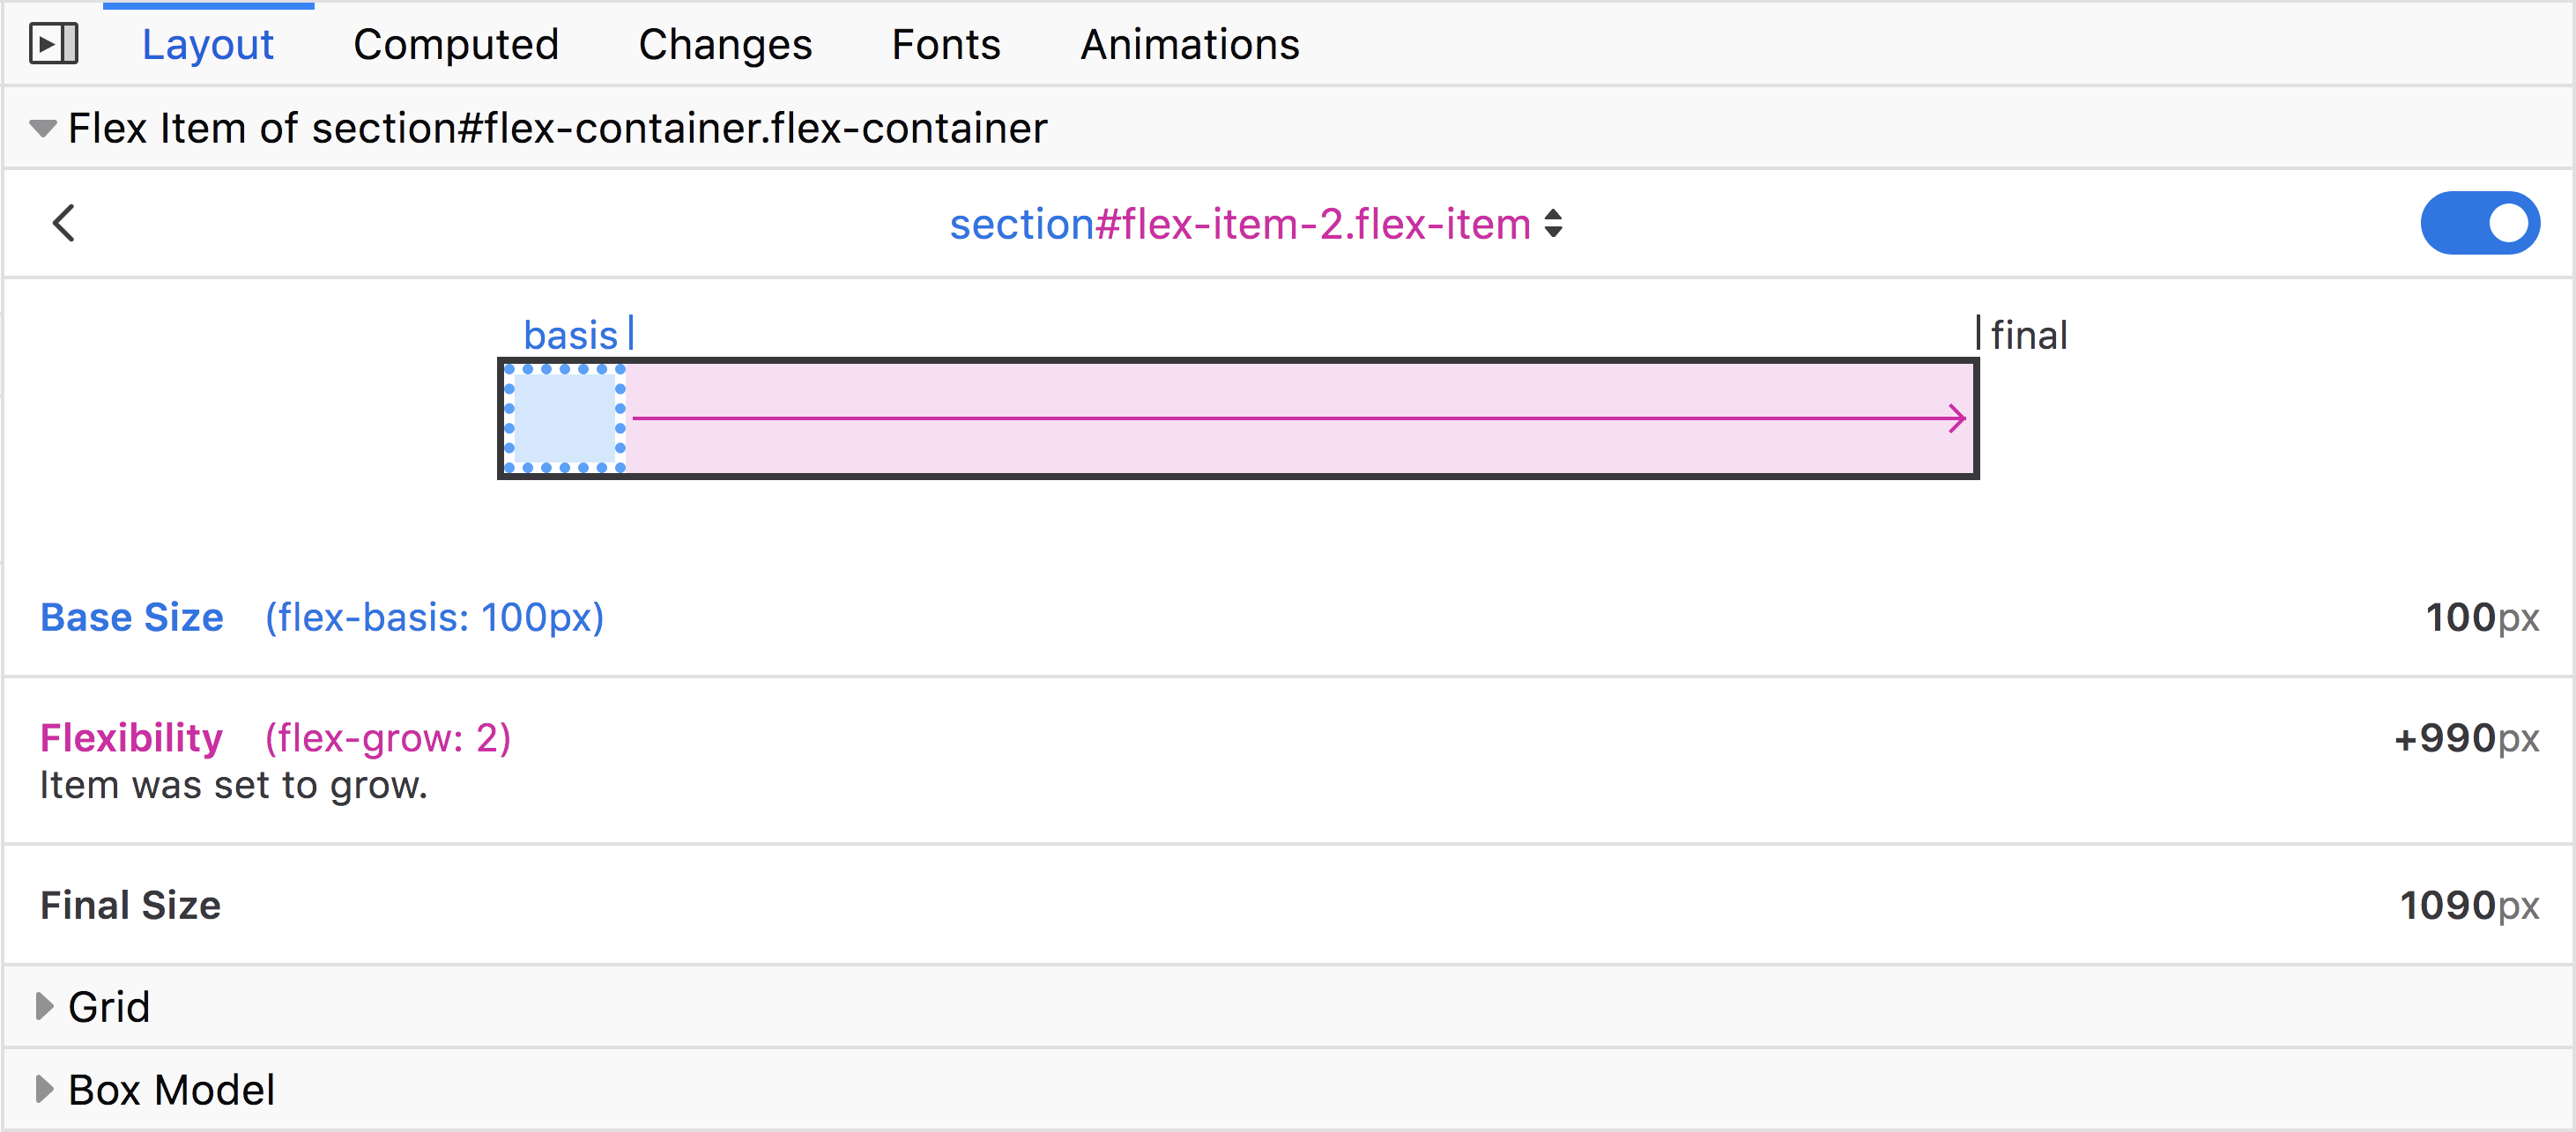 Layout Computed Changes Fonts Animations
Flex Item of section#flex-container.flex-container
section#flex-item-2.flex-item
basis final
Base Size (flex-basis: 100px) 100px
Flexibility (flex-grow: 2) +990px
Item was set to grow.
Final Size 1090px
Grid
Box Model